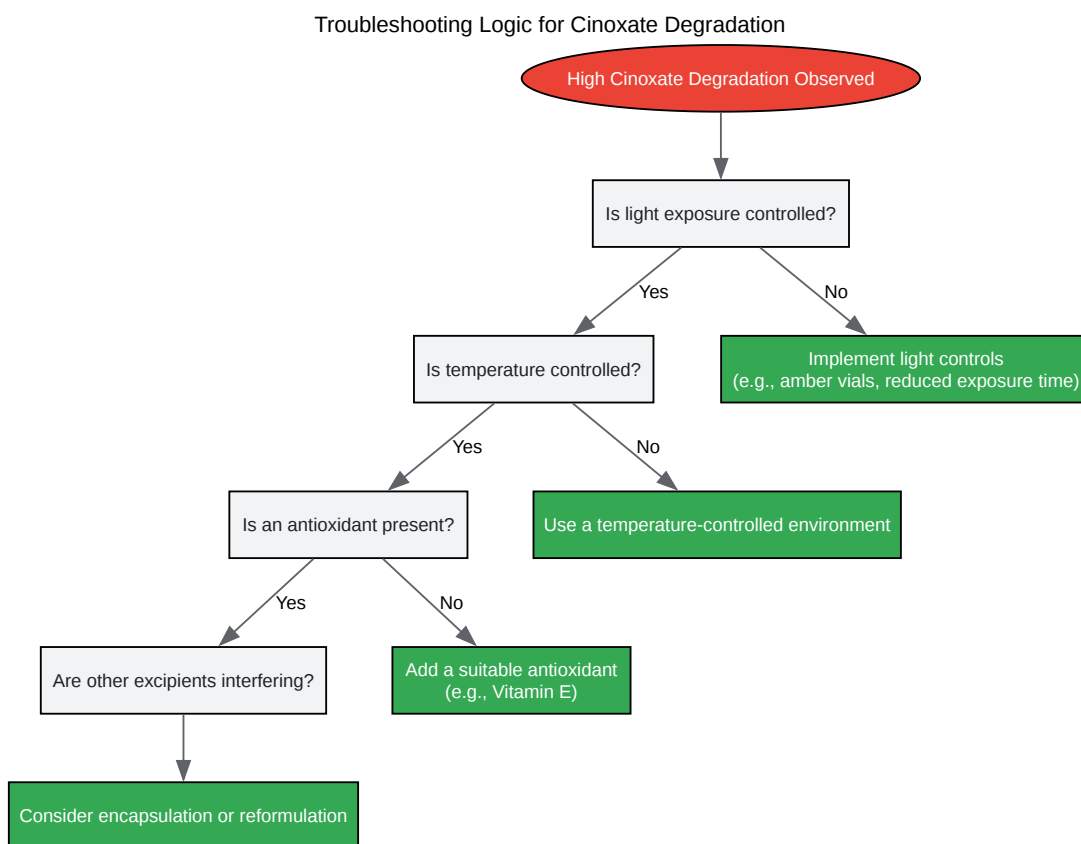 Troubleshooting Logic for Cinoxate Degradation
High Cinoxate Degradation Observed
Is light exposure controlled?
Yes
No
Is temperature controlled?
Implement light controls
(e.g., amber vials, reduced exposure time)
Yes
No
Is an antioxidant present?
Use a temperature-controlled environment
Yes
No
Are other excipients interfering?
Add a suitable antioxidant
(e.g., Vitamin E)
Consider encapsulation or reformulation